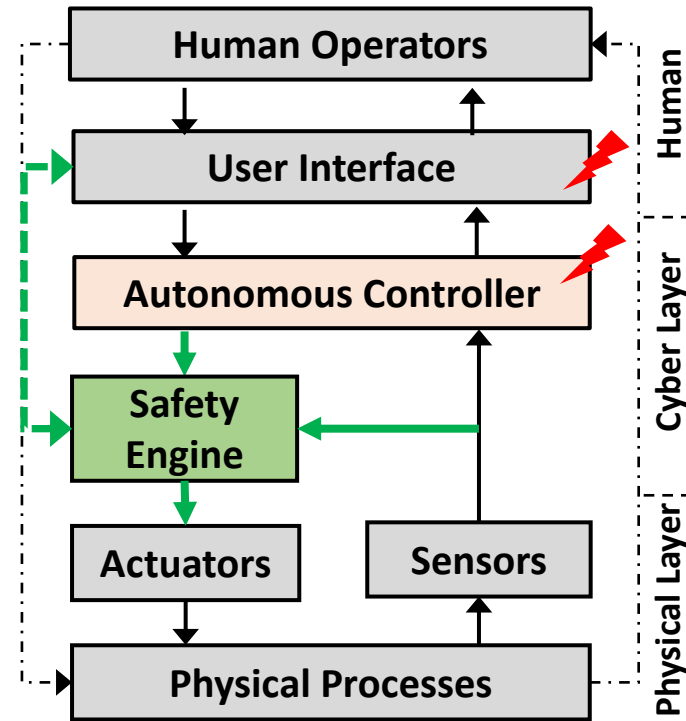 Human Operators
User Interface
Autonomous Controller
Safety
Engine
Actuators
Sensors
Physical Processes
Human
Cyber Layer
Physical Layer